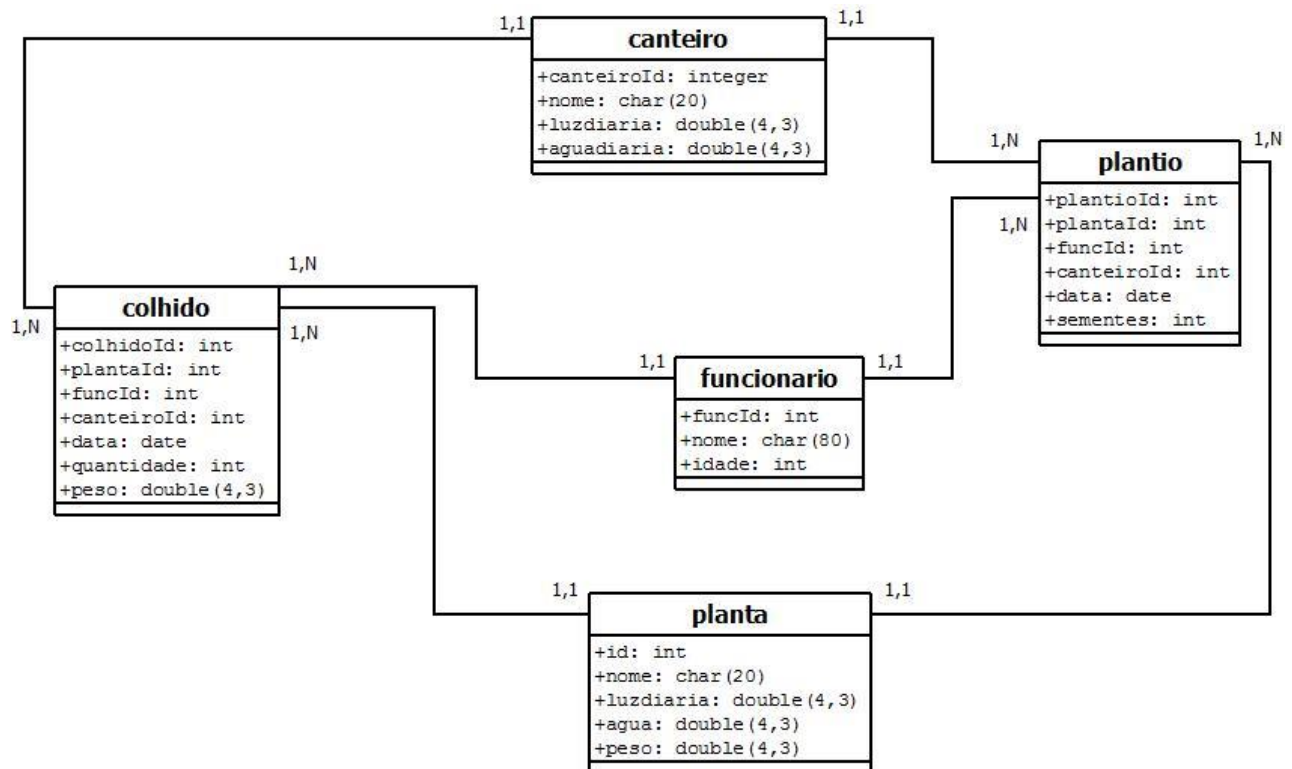 1,1
1,1
canteiro
+canteiroId: integer
+nome: char(20)
+luzdiaria: double(4,3)
+aguadiaria: double(4,3)
1,N
1,N
plantio
+plantioId: int
+plantaId: int
+funcId: int
+canteiroId: int
+data: date
+sementes: int
1,N
1,N
colhido
1,N
1,N
+colhidoId: int
+plantaId: int
+funcId: int
+canteiroId: int
+data: date
+quantidade: int
+peso: double(4,3)
1,1
1,1
funcionario
+funcId: int
+nome: char(80)
+idade: int
1,1
1,1
planta
+id: int
+nome: char(20)
+luzdiaria: double(4,3)
+agua: double(4,3)
+peso: double(4,3)